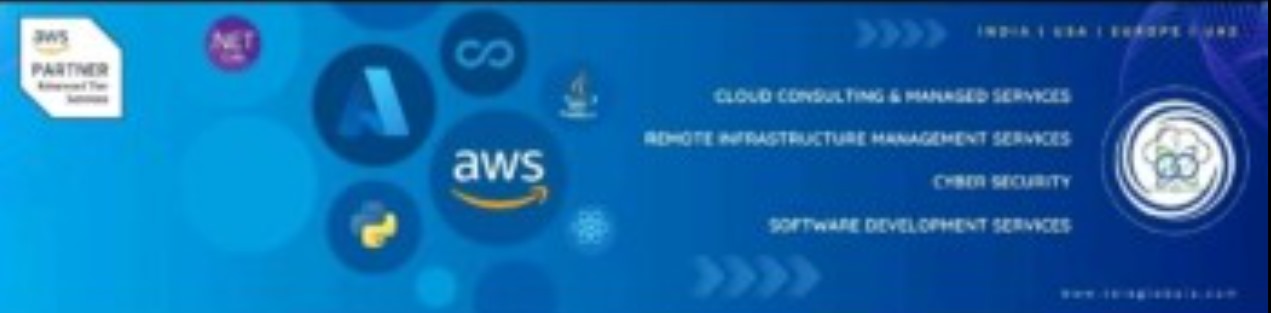 aws
PARTNER
Advanced Tier
Services
.NET
aws
INDIA | USA | EUROPE | UAE
CLOUD CONSULTING & MANAGED SERVICES
REMOTE INFRASTRUCTURE MANAGEMENT SERVICES
CYBER SECURITY
SOFTWARE DEVELOPMENT SERVICES